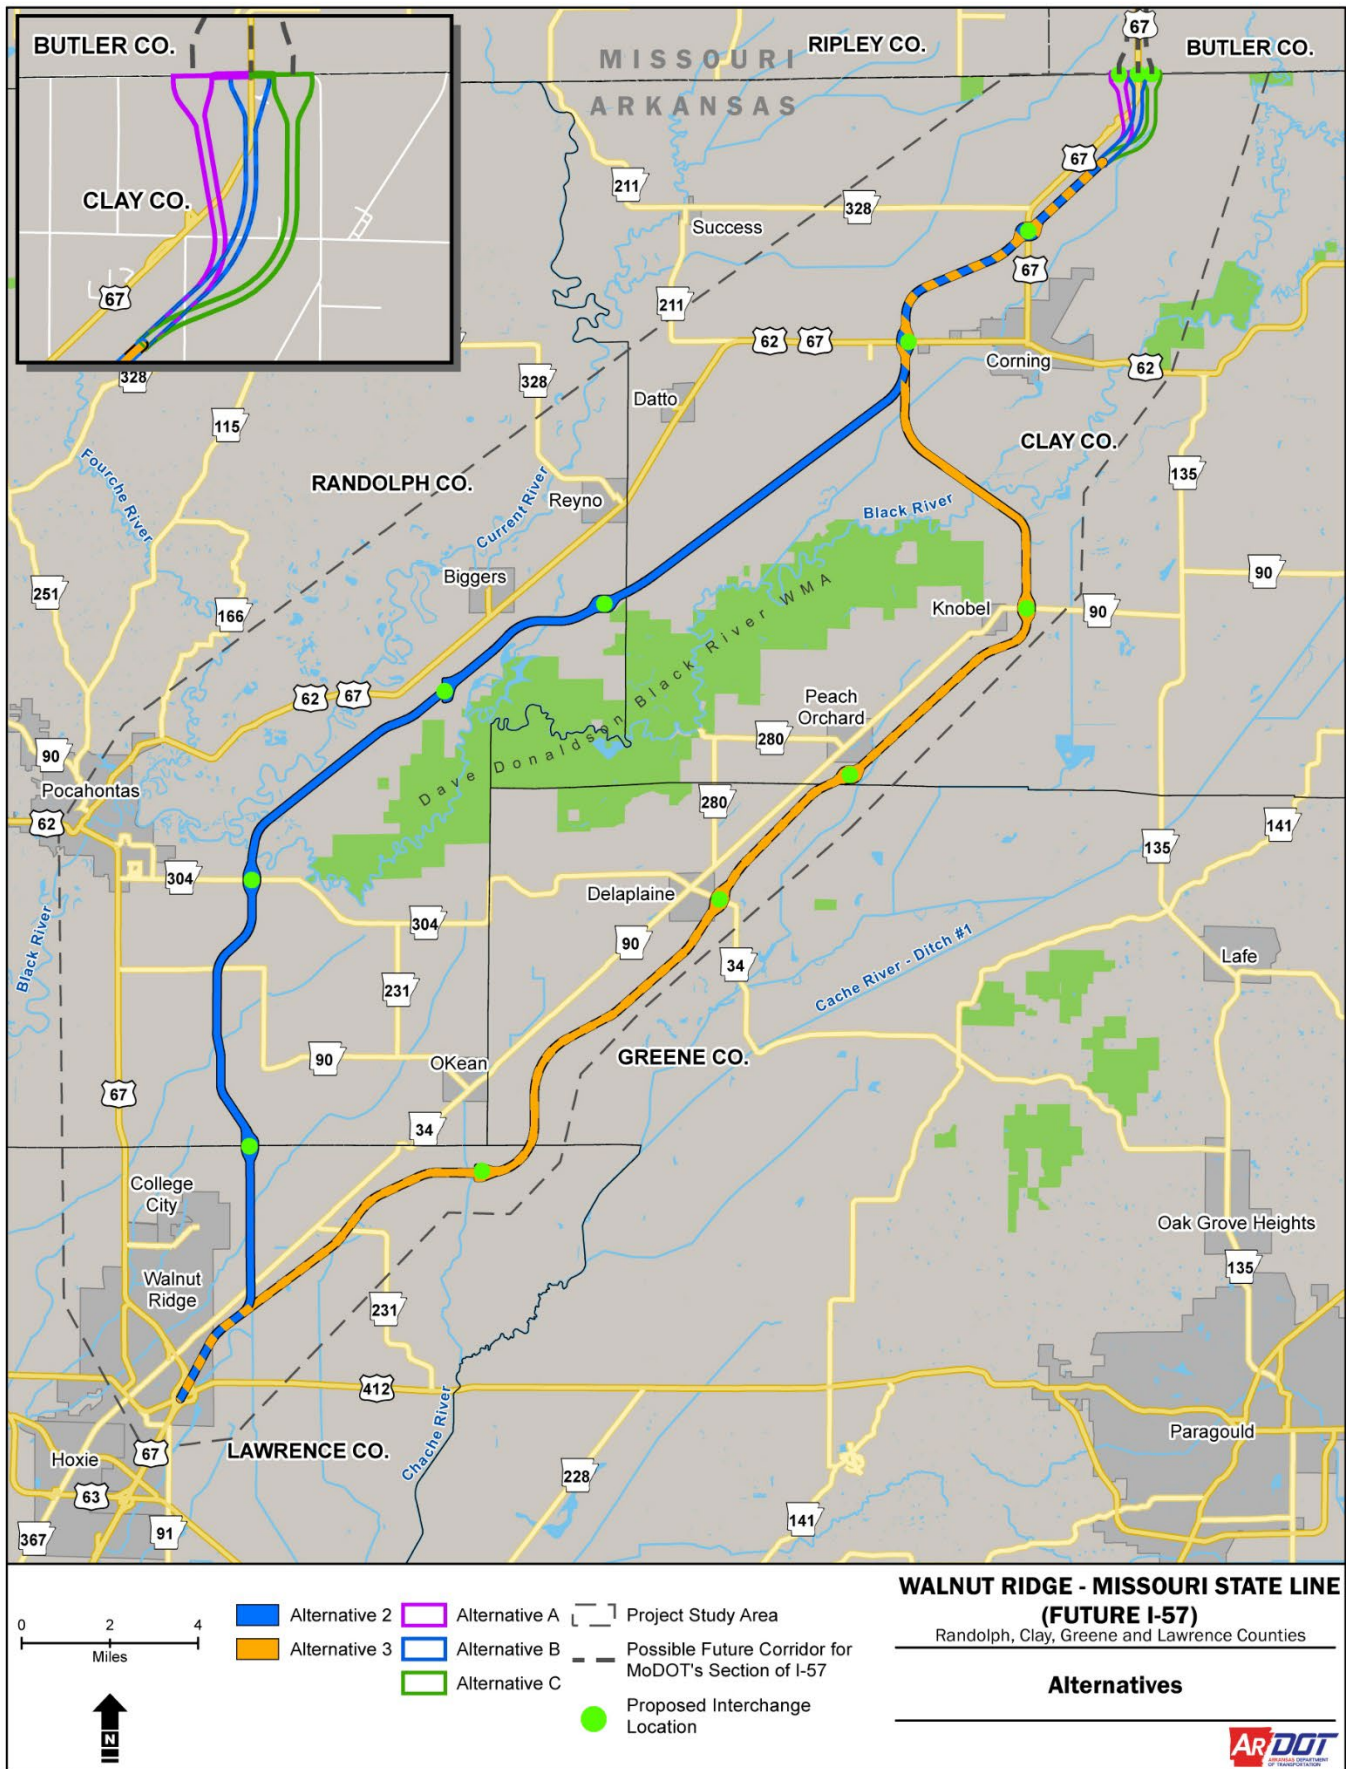 BUTLER CO.
CLAY CO.
67
MISSOURI
ARKANSAS
RIPLEY CO.
67
BUTLER CO.
67
211
328
Success
67
211
62
67
Corning
62
328
328
Datto
115
CLAY CO.
Fourche River
RANDOLPH CO.
135
Current River
Reyno
Black River
Biggers
251
166
90
Knobel
90
Dave Donaldson Black River WMA
62
67
Peach
Orchard
280
90
Pocahontas
62
280
141
135
304
Delaplaine
304
90
34
Black River
231
Cache River - Ditch #1
Lafe
90
OKean
GREENE CO.
67
34
College
City
Oak Grove Heights
135
Walnut
Ridge
231
412
Chache River
Paragould
67
Hoxie
LAWRENCE CO.
63
228
367
91
141
0 2 4
Miles
N
Alternative 2
Alternative 3
Alternative A
Alternative B
Alternative C
Project Study Area
Possible Future Corridor for
MoDOT's Section of I-57
Proposed Interchange
Location
WALNUT RIDGE - MISSOURI STATE LINE
(FUTURE I-57)
Randolph, Clay, Greene and Lawrence Counties
Alternatives
ARDOT
ARKANSAS DEPARTMENT
OF TRANSPORTATION